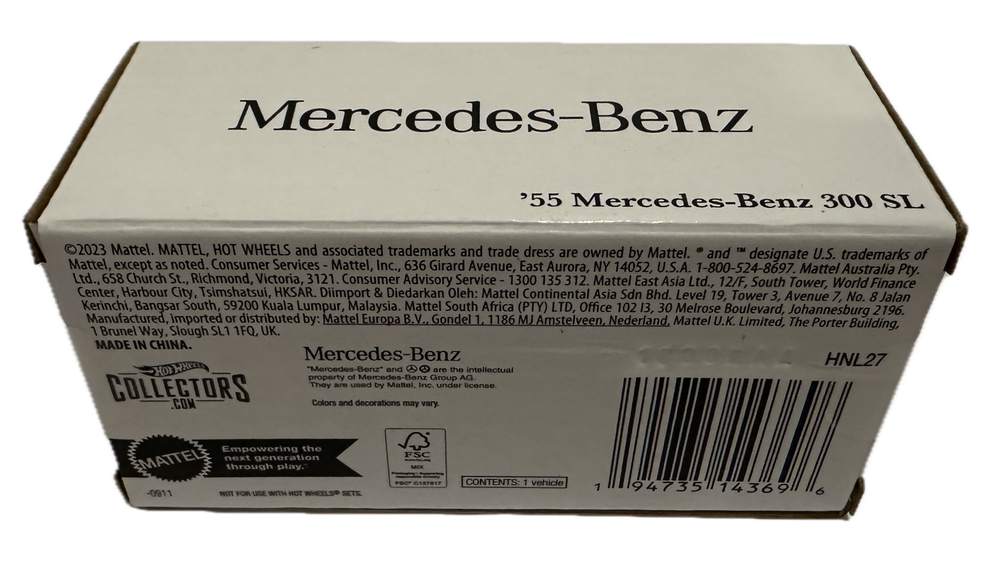 Mercedes-Benz
'55 Mercedes-Benz 300 SL
©2023 Mattel. MATTEL, HOT WHEELS and associated trademarks and trade dress are owned by Mattel. ® and ™ designate U.S. trademarks of
Mattel, except as noted. Consumer Services - Mattel, Inc., 636 Girard Avenue, East Aurora, NY 14052, U.S.A. 1-800-524-8697. Mattel Australia Pty.
Ltd., 658 Church St., Richmond, Victoria, 3121. Consumer Advisory Service - 1300 135 312. Mattel East Asia Ltd., 12/F, South Tower, World Finance
Center, Harbour City, Tsimshatsui, HKSAR. Diimport & Diedarkan Oleh: Mattel Continental Asia Sdn Bhd. Level 19, Tower 3, Avenue 7, No. 8 Jalan
Kerinchi, Bangsar South, 59200 Kuala Lumpur, Malaysia. Mattel South Africa (PTY) LTD, Office 102 I3, 30 Melrose Boulevard, Johannesburg 2196.
Manufactured, imported or distributed by: Mattel Europa B.V., Gondel 1, 1186 MJ Amstelveen, Nederland. Mattel U.K. Limited, The Porter Building,
1 Brunel Way, Slough SL1 1FQ, UK.
MADE IN CHINA.
HOT WHEELS
COLLECTORS
.COM
Mercedes-Benz
"Mercedes-Benz" and are the intellectual
property of Mercedes-Benz Group AG.
They are used by Mattel, Inc. under license.
Colors and decorations may vary.
HNL27
MATTEL
Empowering the
next generation
through play.™
-0911
NOT FOR USE WITH HOT WHEELS® SETS.
FSC
MIX
FSC® C137617
CONTENTS: 1 vehicle
1 94735 14369 6